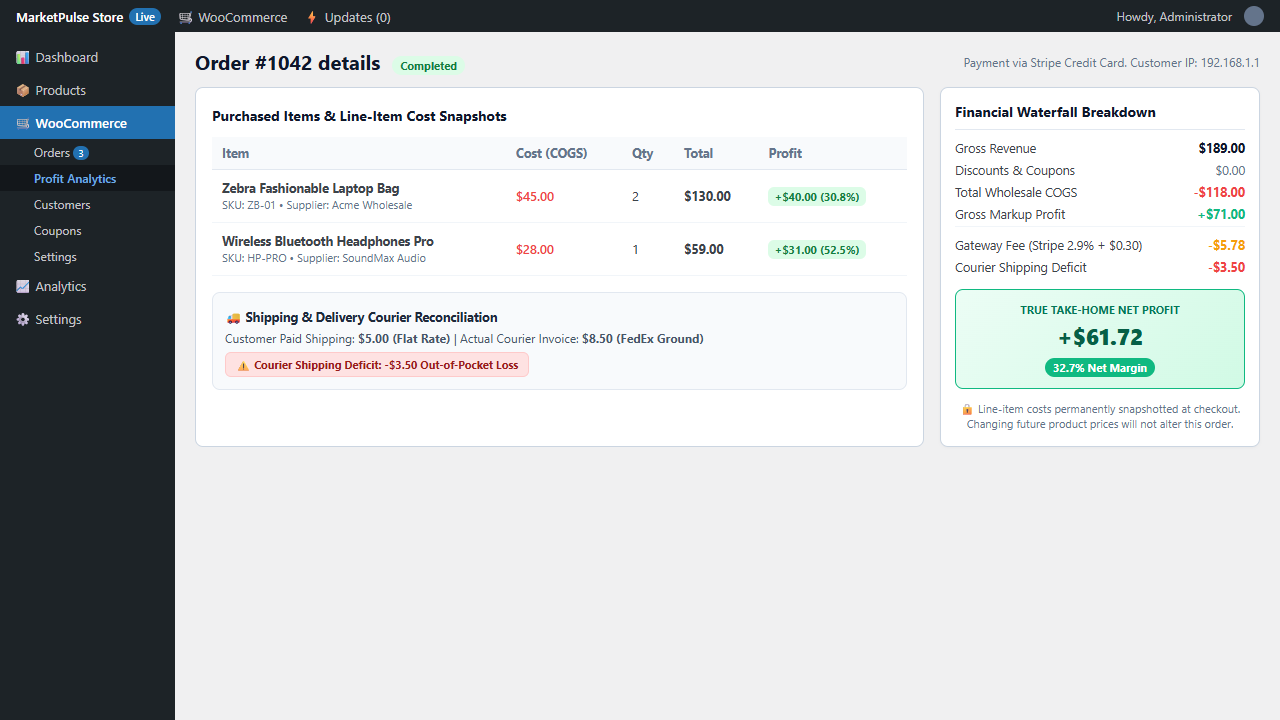 MarketPulse Store Live WooCommerce Updates (0) Howdy, Administrator
Dashboard
Products
WooCommerce
Orders 3
Profit Analytics
Customers
Coupons
Settings
Analytics
Settings
Order #1042 details Completed
Payment via Stripe Credit Card. Customer IP: 192.168.1.1
Purchased Items & Line-Item Cost Snapshots
Item Cost (COGS) Qty Total Profit
Zebra Fashionable Laptop Bag
SKU: ZB-01 • Supplier: Acme Wholesale
$45.00 2 $130.00 +$40.00 (30.8%)
Wireless Bluetooth Headphones Pro
SKU: HP-PRO • Supplier: SoundMax Audio
$28.00 1 $59.00 +$31.00 (52.5%)
🚚 Shipping & Delivery Courier Reconciliation
Customer Paid Shipping: $5.00 (Flat Rate) | Actual Courier Invoice: $8.50 (FedEx Ground)
⚠️ Courier Shipping Deficit: -$3.50 Out-of-Pocket Loss
Financial Waterfall Breakdown
Gross Revenue $189.00
Discounts & Coupons $0.00
Total Wholesale COGS -$118.00
Gross Markup Profit +$71.00
Gateway Fee (Stripe 2.9% + $0.30) -$5.78
Courier Shipping Deficit -$3.50
TRUE TAKE-HOME NET PROFIT
+$61.72
32.7% Net Margin
🔒 Line-item costs permanently snapshotted at checkout.
Changing future product prices will not alter this order.